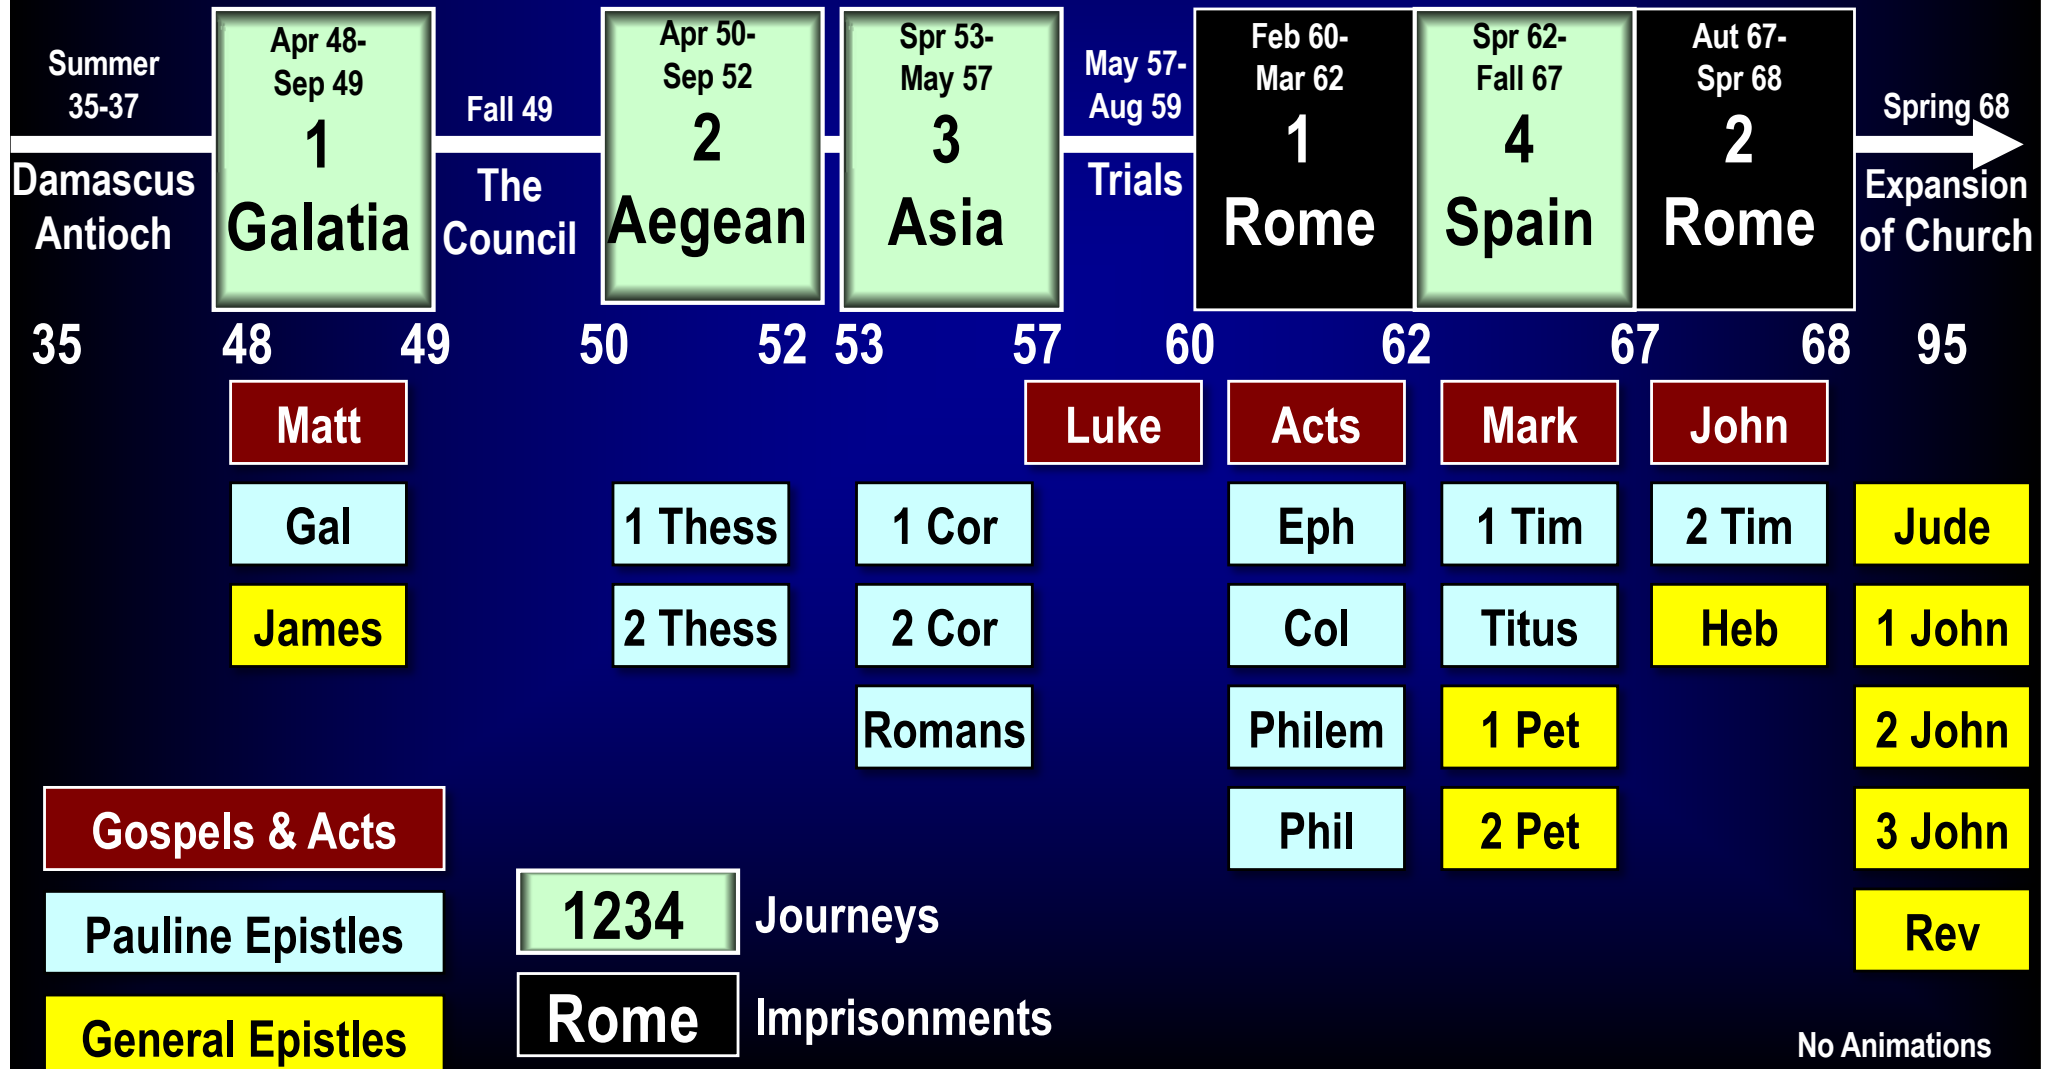 Summer
35-37
Damascus
Antioch
Apr 48-
Sep 49
1
Galatia
Fall 49
The
Council
Apr 50-
Sep 52
2
Aegean
Spr 53-
May 57
3
Asia
May 57-
Aug 59
Trials
Feb 60-
Mar 62
1
Rome
Spr 62-
Fall 67
4
Spain
Aut 67-
Spr 68
2
Rome
Spring 68
Expansion
of Church
35 48 49 50 52 53 57 60 62 67 68 95
Matt Luke Acts Mark John
Gal 1 Thess 1 Cor Eph 1 Tim 2 Tim Jude
James 2 Thess 2 Cor Col Titus Heb 1 John
Romans Philem 1 Pet 2 John
Phil 2 Pet 3 John
Rev
Gospels & Acts
Pauline Epistles
General Epistles
1234 Journeys
Rome Imprisonments
No Animations